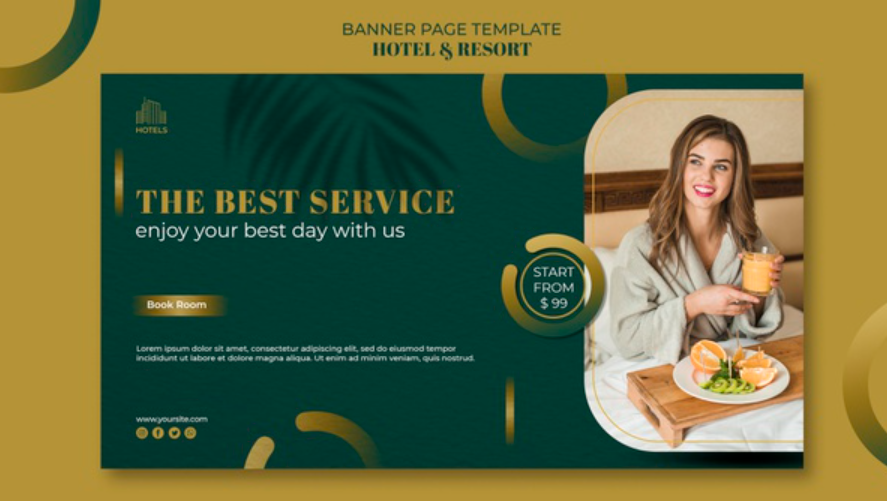 BANNER PAGE TEMPLATE
HOTEL & RESORT
HOTELS
THE BEST SERVICE
enjoy your best day with us
START
FROM
$ 99
Book Room
Lorem ipsum dolor sit amet, consectetur adipiscing elit, sed do eiusmod tempor
incididunt ut labore et dolore magna aliqua. Ut enim ad minim veniam, quis nostrud.
www.yoursite.com